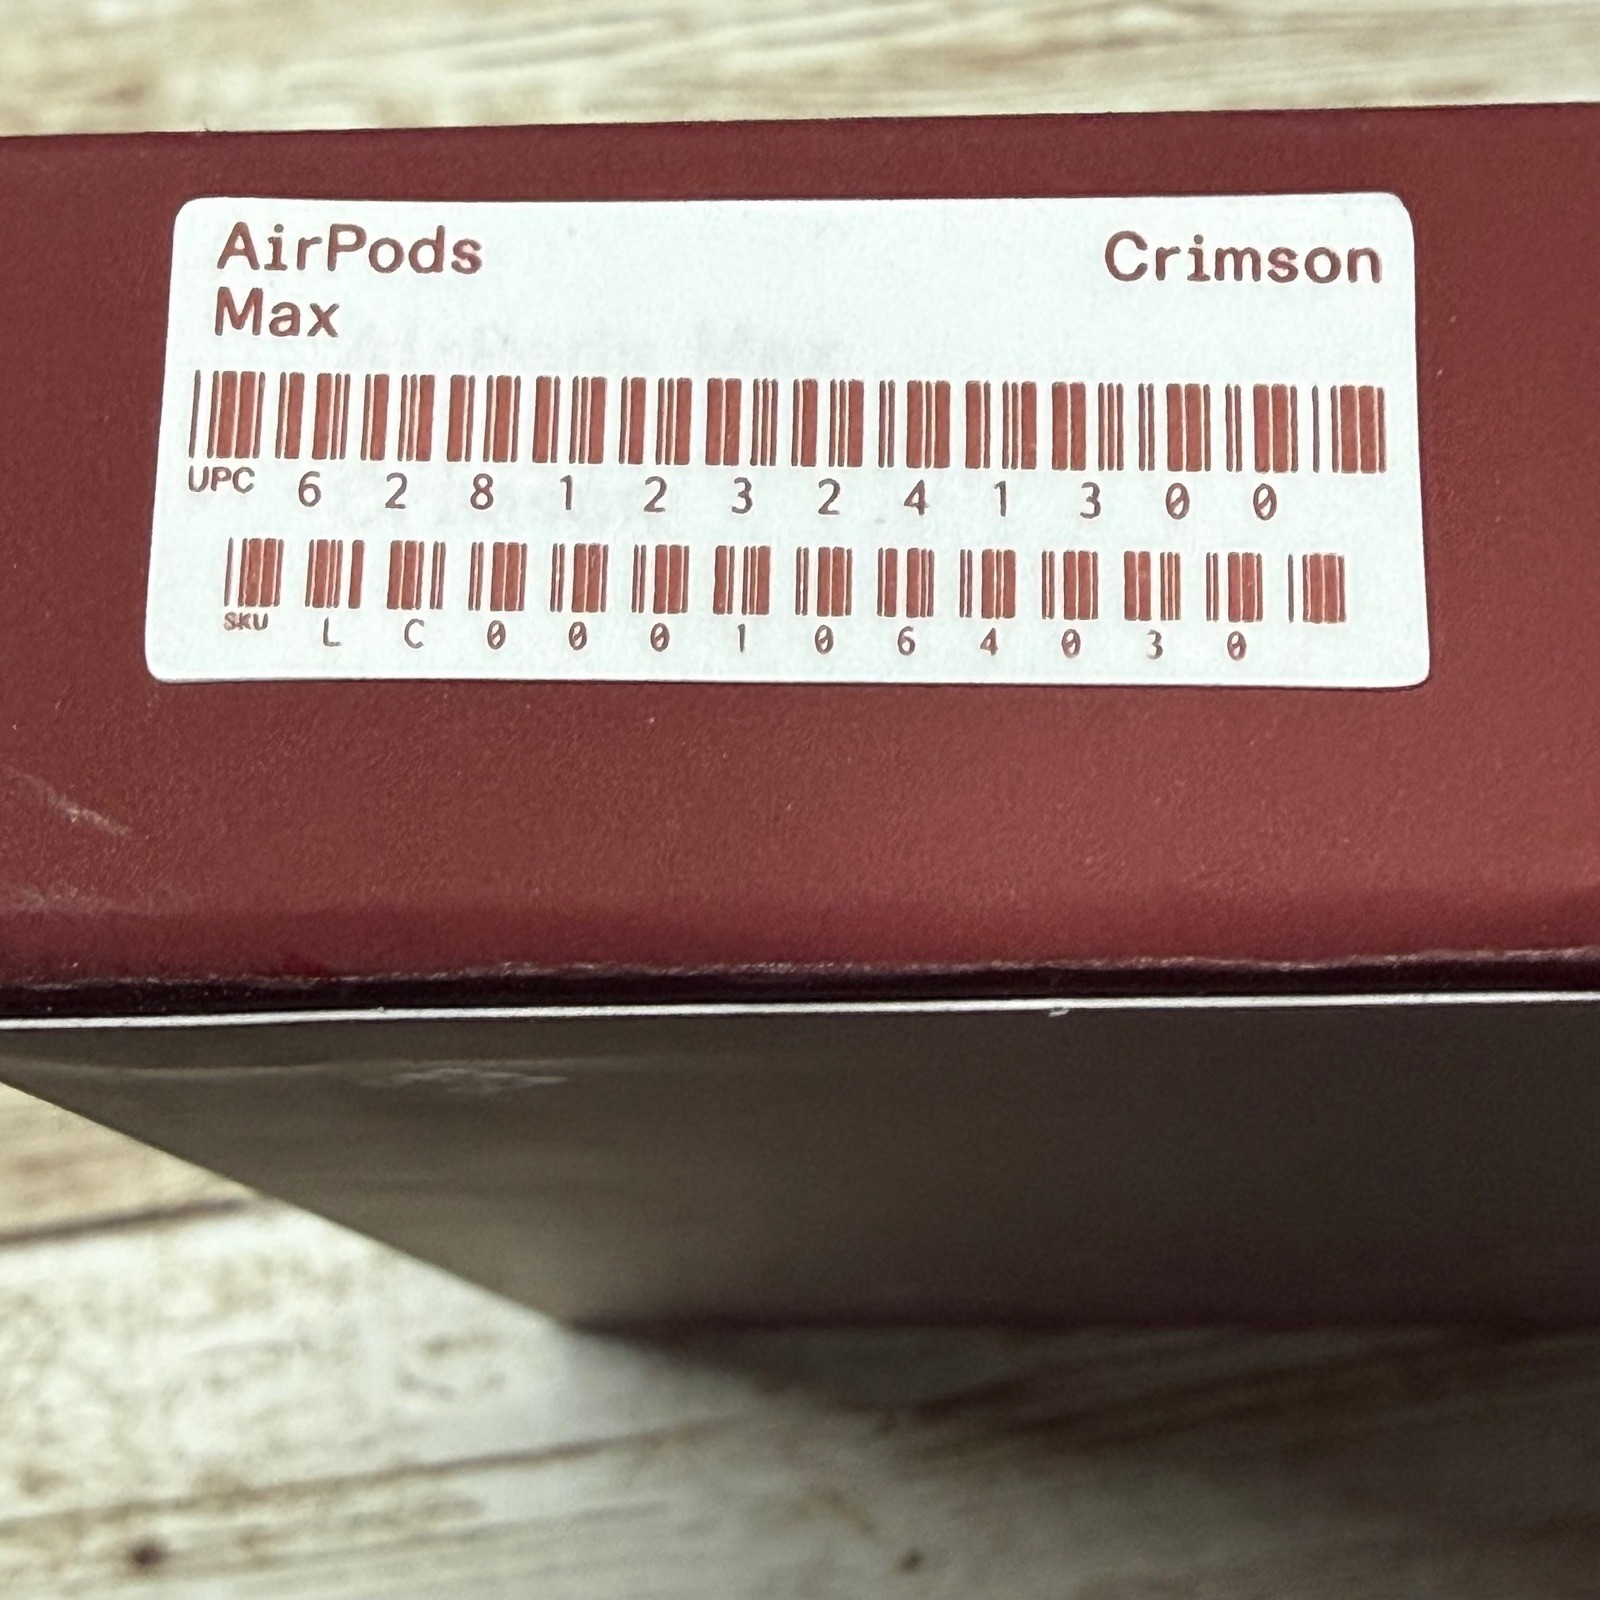 AirPods Crimson
Max
UPC 6 2 8 1 2 3 2 4 1 3 0 0
SKU L C 0 0 0 1 0 6 4 0 3 0